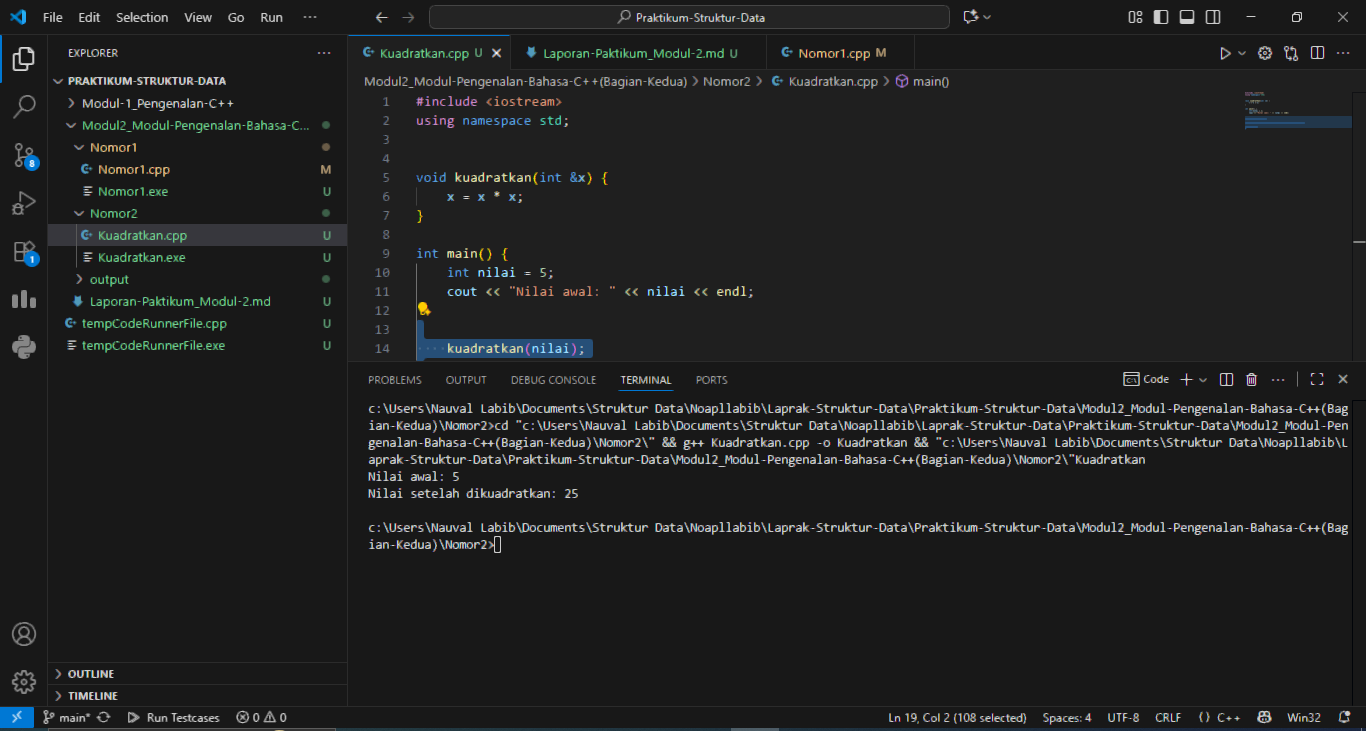 File Edit Selection View Go Run ··· Praktikum-Struktur-Data
EXPLORER
PRAKTIKUM-STRUKTUR-DATA
Modul-1_Pengenalan-C++
Modul2_Modul-Pengenalan-Bahasa-C...
Nomor1
Nomor1.cpp M
Nomor1.exe U
Nomor2
Kuadratkan.cpp U
Kuadratkan.exe U
output
Laporan-Paktikum_Modul-2.md U
tempCodeRunnerFile.cpp U
tempCodeRunnerFile.exe U
OUTLINE
TIMELINE
8
1
Kuadratkan.cpp U Laporan-Paktikum_Modul-2.md U Nomor1.cpp M
Modul2_Modul-Pengenalan-Bahasa-C++(Bagian-Kedua) > Nomor2 > Kuadratkan.cpp > main()
1 #include <iostream>
2 using namespace std;
3
4
5 void kuadratkan(int &x) {
6 x = x * x;
7 }
8
9 int main() {
10 int nilai = 5;
11 cout << "Nilai awal: " << nilai << endl;
12
13
14 kuadratkan(nilai);
PROBLEMS OUTPUT DEBUG CONSOLE TERMINAL PORTS Code
c:\Users\Nauval Labib\Documents\Struktur Data\Noapllabib\Laprak-Struktur-Data\Praktikum-Struktur-Data\Modul2_Modul-Pengenalan-Bahasa-C++(Bag
ian-Kedua)\Nomor2>cd "c:\Users\Nauval Labib\Documents\Struktur Data\Noapllabib\Laprak-Struktur-Data\Praktikum-Struktur-Data\Modul2_Modul-Pen
genalan-Bahasa-C++(Bagian-Kedua)\Nomor2\" && g++ Kuadratkan.cpp -o Kuadratkan && "c:\Users\Nauval Labib\Documents\Struktur Data\Noapllabib\L
aprak-Struktur-Data\Praktikum-Struktur-Data\Modul2_Modul-Pengenalan-Bahasa-C++(Bagian-Kedua)\Nomor2\"Kuadratkan
Nilai awal: 5
Nilai setelah dikuadratkan: 25
c:\Users\Nauval Labib\Documents\Struktur Data\Noapllabib\Laprak-Struktur-Data\Praktikum-Struktur-Data\Modul2_Modul-Pengenalan-Bahasa-C++(Bag
ian-Kedua)\Nomor2>
main* Run Testcases 0 0 Ln 19, Col 2 (108 selected) Spaces: 4 UTF-8 CRLF {} C++ Win32